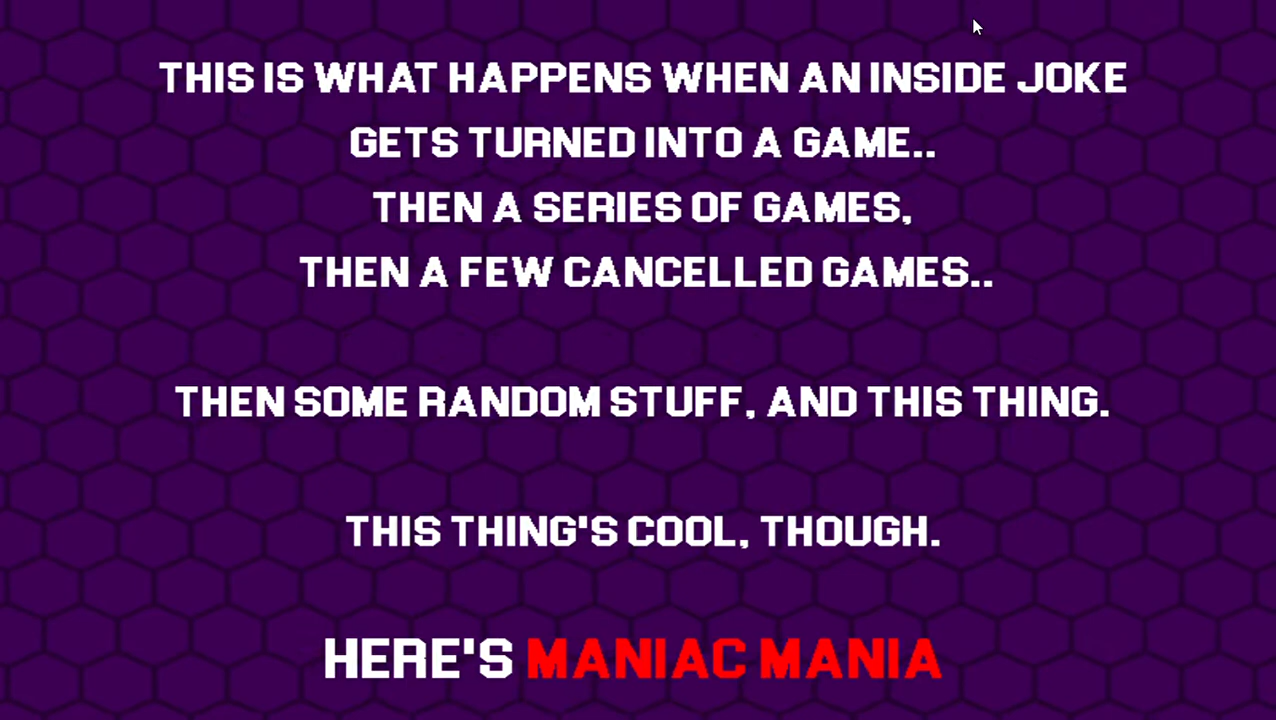 THIS IS WHAT HAPPENS WHEN AN INSIDE JOKE
GETS TURNED INTO A GAME..
THEN A SERIES OF GAMES,
THEN A FEW CANCELLED GAMES..
THEN SOME RANDOM STUFF, AND THIS THING.
THIS THING'S COOL, THOUGH.
HERE'S MANIAC MANIA